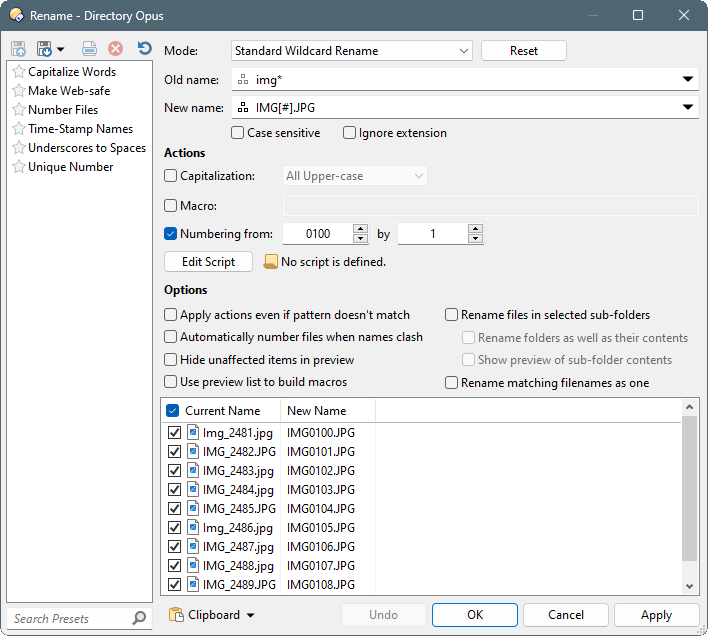 Rename - Directory Opus
Capitalize Words
Make Web-safe
Number Files
Time-Stamp Names
Underscores to Spaces
Unique Number
Search Presets
Mode: Standard Wildcard Rename Reset
Old name: img*
New name: IMG[#].JPG
Case sensitive Ignore extension
Actions
Capitalization: All Upper-case
Macro:
Numbering from: 0100 by 1
Edit Script No script is defined.
Options
Apply actions even if pattern doesn't match Rename files in selected sub-folders
Automatically number files when names clash Rename folders as well as their contents
Hide unaffected items in preview Show preview of sub-folder contents
Use preview list to build macros Rename matching filenames as one
Current Name New Name
Img_2481.jpg IMG0100.JPG
IMG_2482.JPG IMG0101.JPG
IMG_2483.jpg IMG0102.JPG
IMG_2484.jpg IMG0103.JPG
IMG_2485.JPG IMG0104.JPG
Img_2486.jpg IMG0105.JPG
IMG_2487.jpg IMG0106.JPG
IMG_2488.jpg IMG0107.JPG
IMG_2489.JPG IMG0108.JPG
Clipboard Undo OK Cancel Apply